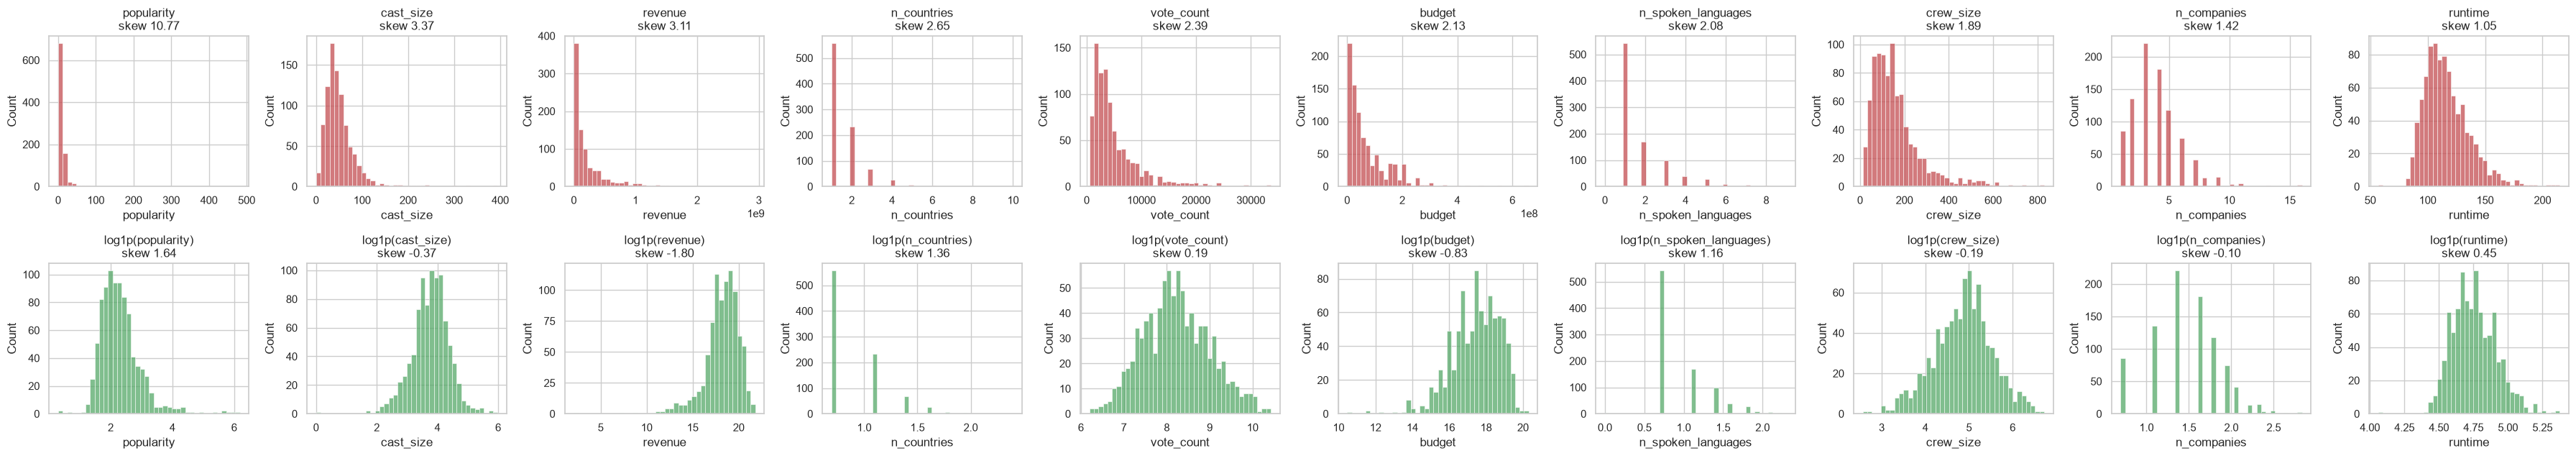 popularity
skew 10.77
Count
600
400
200
0
0 100 200 300 400 500
popularity
cast_size
skew 3.37
Count
150
100
50
0
0 100 200 300 400
cast_size
revenue
skew 3.11
Count
400
300
200
100
0
0 1 2 3
1e9
revenue
n_countries
skew 2.65
Count
500
400
300
200
100
0
2 4 6 8 10
n_countries
vote_count
skew 2.39
Count
150
100
50
0
0 10000 20000 30000
vote_count
budget
skew 2.13
Count
200
150
100
50
0
0 2 4 6
1e8
budget
n_spoken_languages
skew 2.08
Count
500
400
300
200
100
0
0 2 4 6 8
n_spoken_languages
crew_size
skew 1.89
Count
100
80
60
40
20
0
0 200 400 600 800
crew_size
n_companies
skew 1.42
Count
200
150
100
50
0
5 10 15
n_companies
runtime
skew 1.05
Count
80
60
40
20
0
50 100 150 200
runtime
log1p(popularity)
skew 1.64
Count
100
80
60
40
20
0
2 4 6
popularity
log1p(cast_size)
skew -0.37
Count
100
80
60
40
20
0
0 2 4 6
cast_size
log1p(revenue)
skew -1.80
Count
100
75
50
25
0
5 10 15 20
revenue
log1p(n_countries)
skew 1.36
Count
500
400
300
200
100
0
1.0 1.5 2.0
n_countries
log1p(vote_count)
skew 0.19
Count
60
50
40
30
20
10
0
6 7 8 9 10
vote_count
log1p(budget)
skew -0.83
Count
80
60
40
20
0
10 12 14 16 18 20
budget
log1p(n_spoken_languages)
skew 1.16
Count
500
400
300
200
100
0
0.0 0.5 1.0 1.5 2.0
n_spoken_languages
log1p(crew_size)
skew -0.19
Count
60
40
20
0
3 4 5 6
crew_size
log1p(n_companies)
skew -0.10
Count
200
150
100
50
0
1.0 1.5 2.0 2.5
n_companies
log1p(runtime)
skew 0.45
Count
80
60
40
20
0
4.00 4.25 4.50 4.75 5.00 5.25
runtime